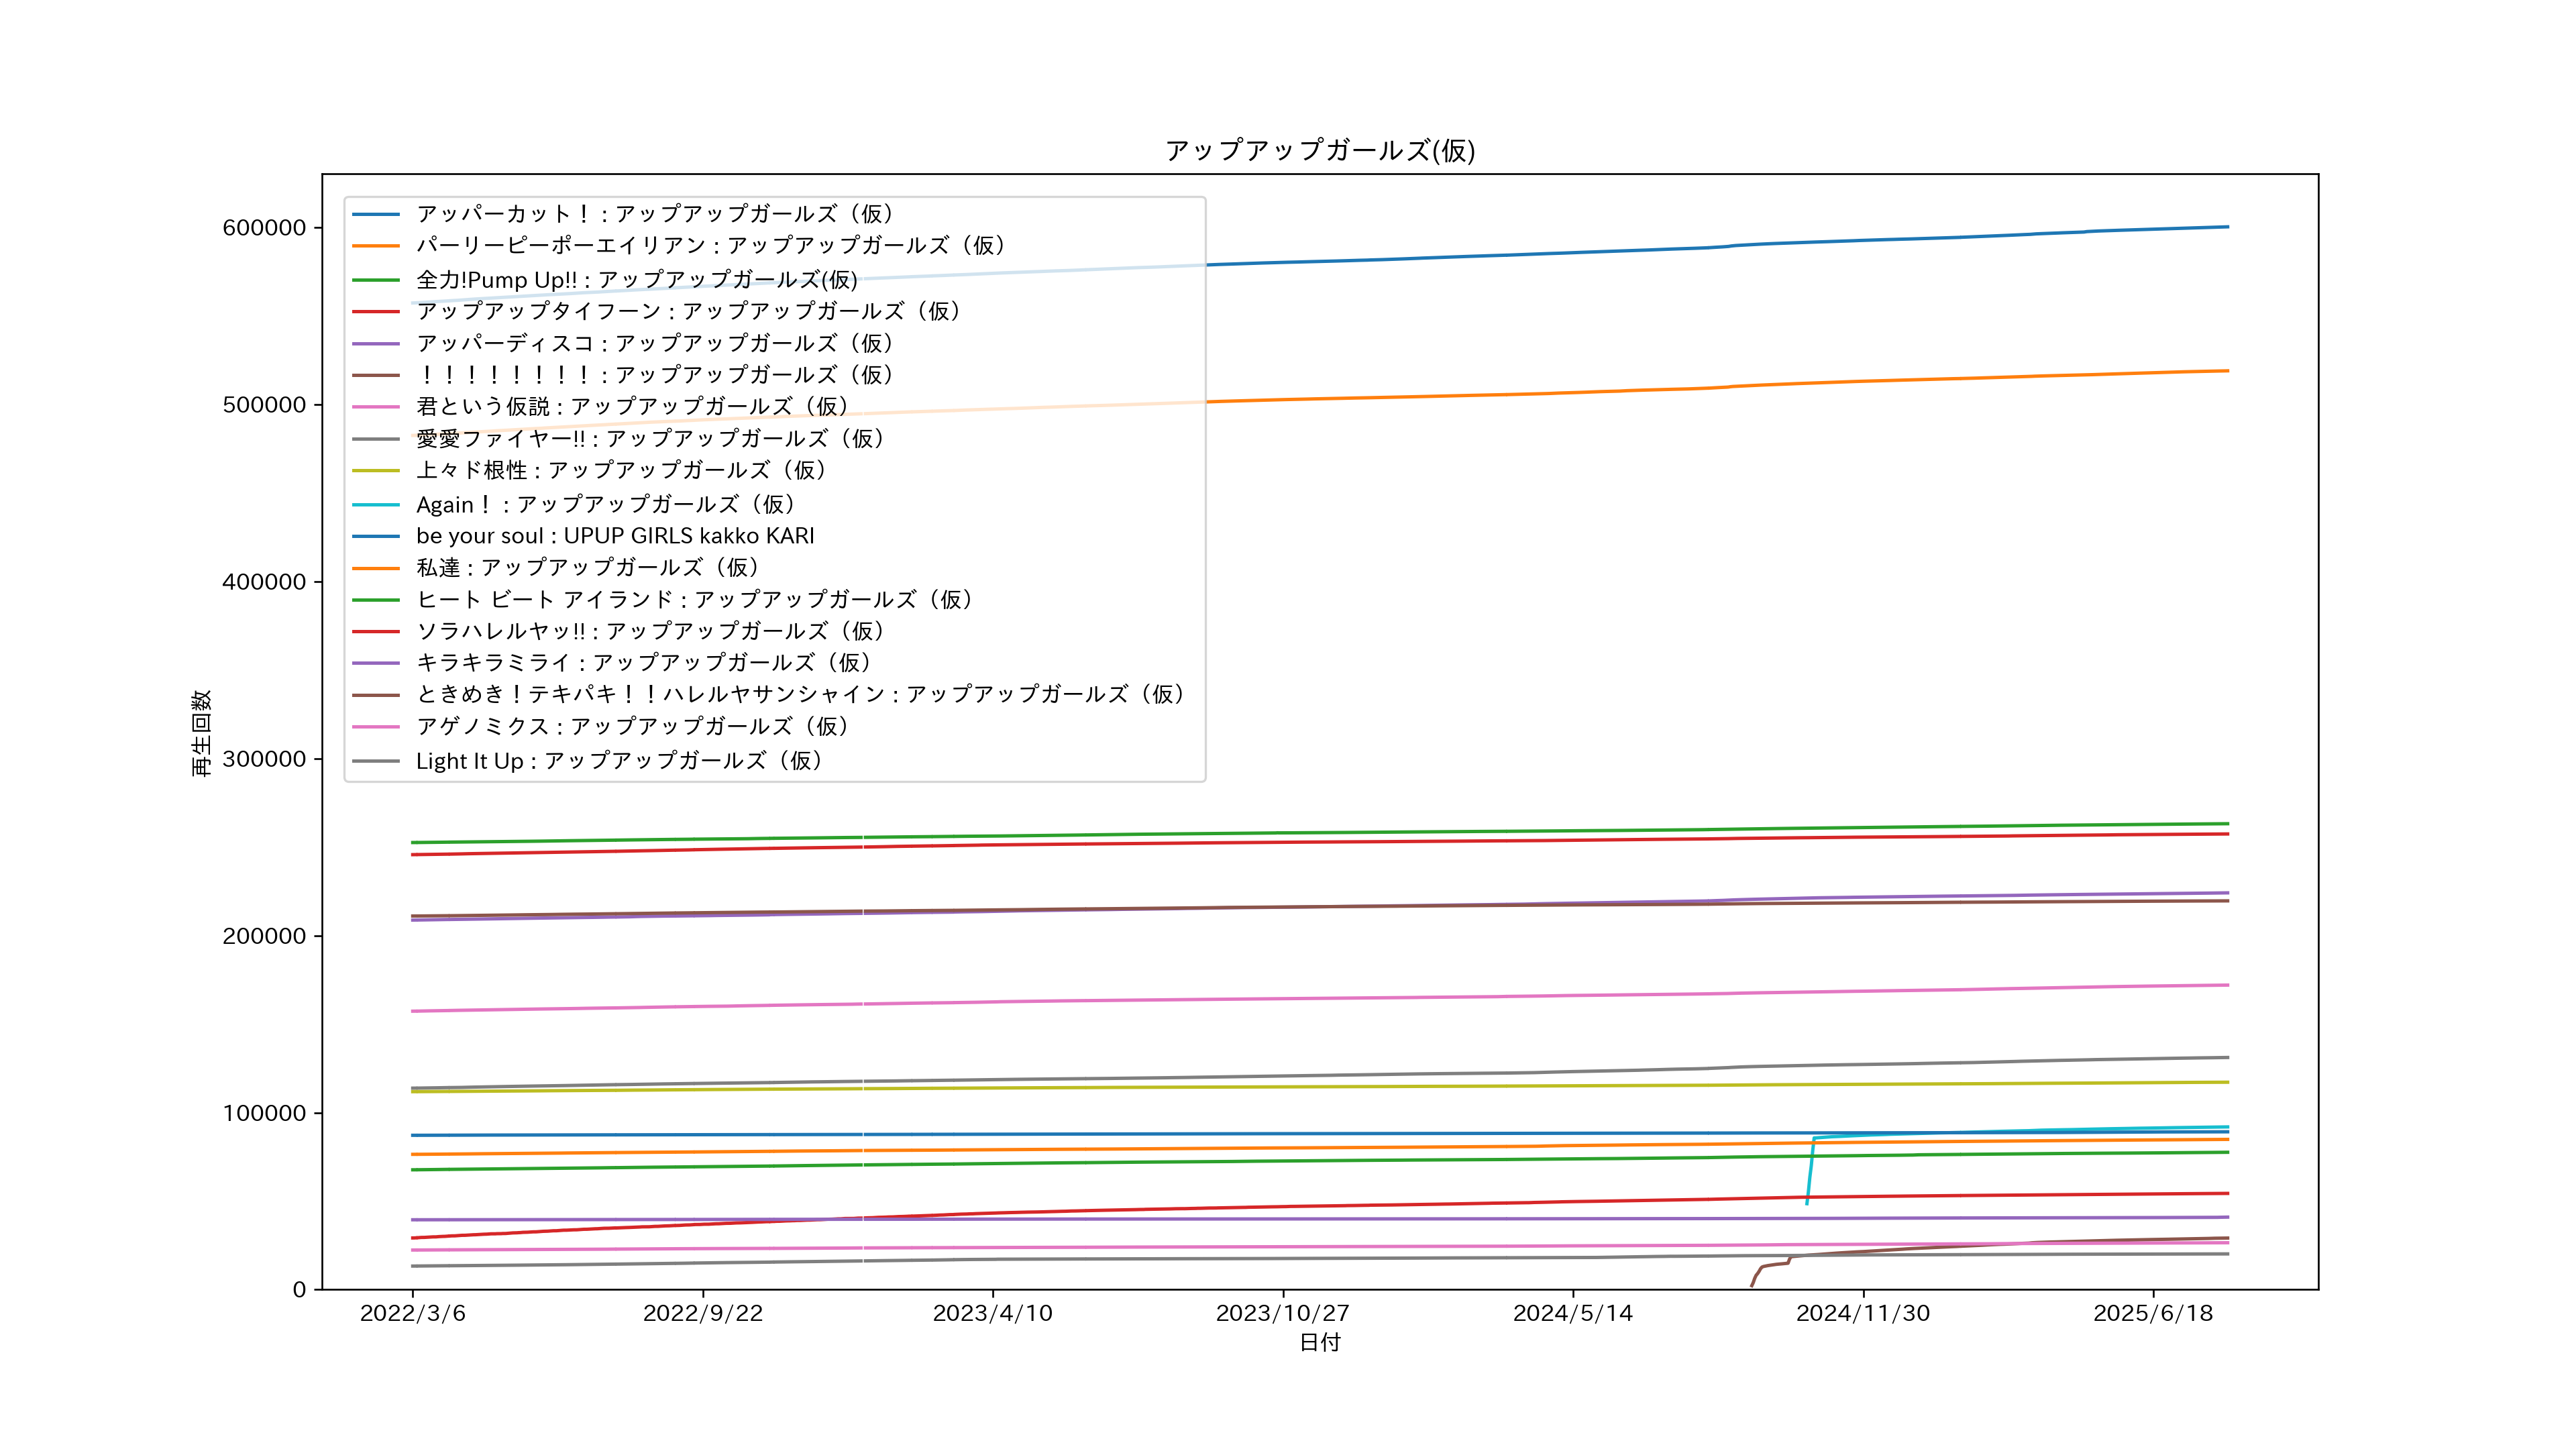 アップアップガールズ(仮)
アッパーカット！ : アップアップガールズ（仮）
パーリーピーポーエイリアン : アップアップガールズ（仮）
全力!Pump Up!! : アップアップガールズ(仮)
アップアップタイフーン : アップアップガールズ（仮）
アッパーディスコ : アップアップガールズ（仮）
！！！！！！！！ : アップアップガールズ（仮）
君という仮説 : アップアップガールズ（仮）
愛愛ファイヤー!! : アップアップガールズ（仮）
上々ド根性 : アップアップガールズ（仮）
Again！ : アップアップガールズ（仮）
be your soul : UPUP GIRLS kakko KARI
私達 : アップアップガールズ（仮）
ヒート ビート アイランド : アップアップガールズ（仮）
ソラハレルヤッ!! : アップアップガールズ（仮）
キラキラミライ : アップアップガールズ（仮）
ときめき！テキパキ！！ハレルヤサンシャイン : アップアップガールズ（仮）
アゲノミクス : アップアップガールズ（仮）
Light It Up : アップアップガールズ（仮）
再生回数
600000
500000
400000
300000
200000
100000
0
2022/3/6
2022/9/22
2023/4/10
2023/10/27
2024/5/14
2024/11/30
2025/6/18
日付